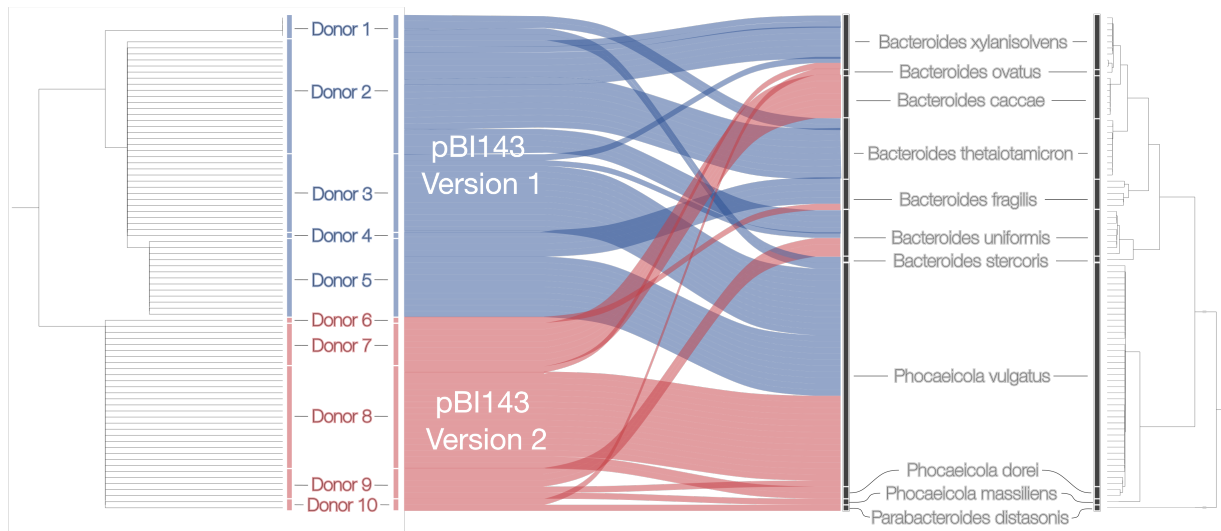 Donor 1
Donor 2
Donor 3
Donor 4
Donor 5
Donor 6
Donor 7
Donor 8
Donor 9
Donor 10
pBI143
Version 1
pBI143
Version 2
Bacteroides xylanisolvens
Bacteroides ovatus
Bacteroides caccae
Bacteroides thetaiotamicron
Bacteroides fragilis
Bacteroides uniformis
Bacteroides stercoris
Phocaeicola vulgatus
Phocaeicola dorei
Phocaeicola massiliens
Parabacteroides distasonis